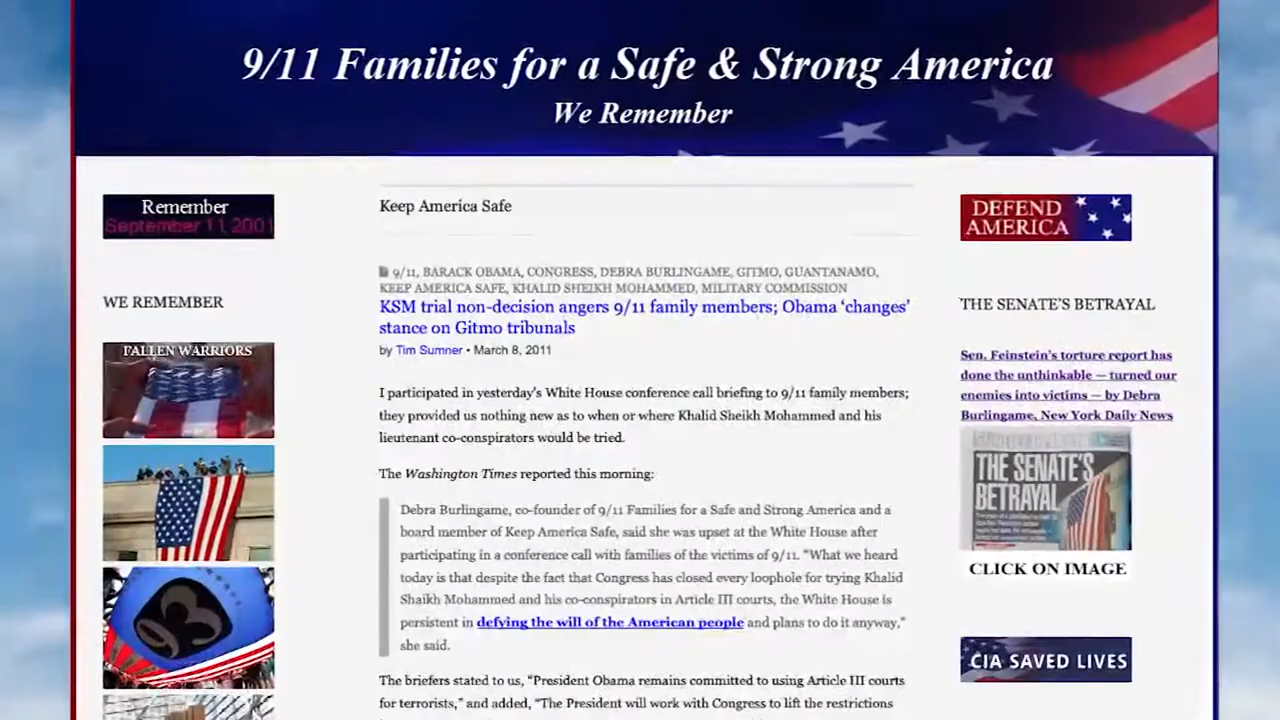 9/11 Families for a Safe & Strong America
We Remember
Remember
September 11, 2001
WE REMEMBER
FALLEN WARRIORS
93
Keep America Safe
9/11, BARACK OBAMA, CONGRESS, DEBRA BURLINGAME, GITMO, GUANTANAMO,
KEEP AMERICA SAFE, KHALID SHEIKH MOHAMMED, MILITARY COMMISSION
KSM trial non-decision angers 9/11 family members; Obama ‘changes’
stance on Gitmo tribunals
by Tim Sumner • March 8, 2011
I participated in yesterday’s White House conference call briefing to 9/11 family members;
they provided us nothing new as to when or where Khalid Sheikh Mohammed and his
lieutenant co-conspirators would be tried.
The Washington Times reported this morning:
Debra Burlingame, co-founder of 9/11 Families for a Safe and Strong America and a
board member of Keep America Safe, said she was upset at the White House after
participating in a conference call with families of the victims of 9/11. “What we heard
today is that despite the fact that Congress has closed every loophole for trying Khalid
Shaikh Mohammed and his co-conspirators in Article III courts, the White House is
persistent in defying the will of the American people and plans to do it anyway,”
she said.
The briefers stated to us, “President Obama remains committed to using Article III courts
for terrorists,” and added, “The President will work with Congress to lift the restrictions
DEFEND
AMERICA
THE SENATE’S BETRAYAL
Sen. Feinstein’s torture report has
done the unthinkable — turned our
enemies into victims — by Debra
Burlingame, New York Daily News
THE SENATE’S
BETRAYAL
CLICK ON IMAGE
CIA SAVED LIVES